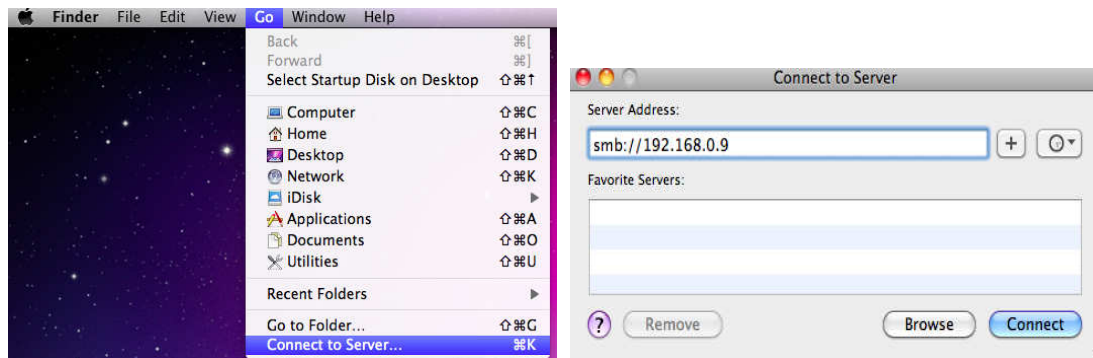 Finder File Edit View Go Window Help
Back ⌘[
Forward ⌘]
Select Startup Disk on Desktop ⇧⌘↑
Computer ⇧⌘C
Home ⇧⌘H
Desktop ⇧⌘D
Network ⇧⌘K
iDisk
Applications ⇧⌘A
Documents ⇧⌘O
Utilities ⇧⌘U
Recent Folders
Go to Folder... ⇧⌘G
Connect to Server... ⌘K
Connect to Server
Server Address:
smb://192.168.0.9
+
Favorite Servers:
? Remove Browse Connect